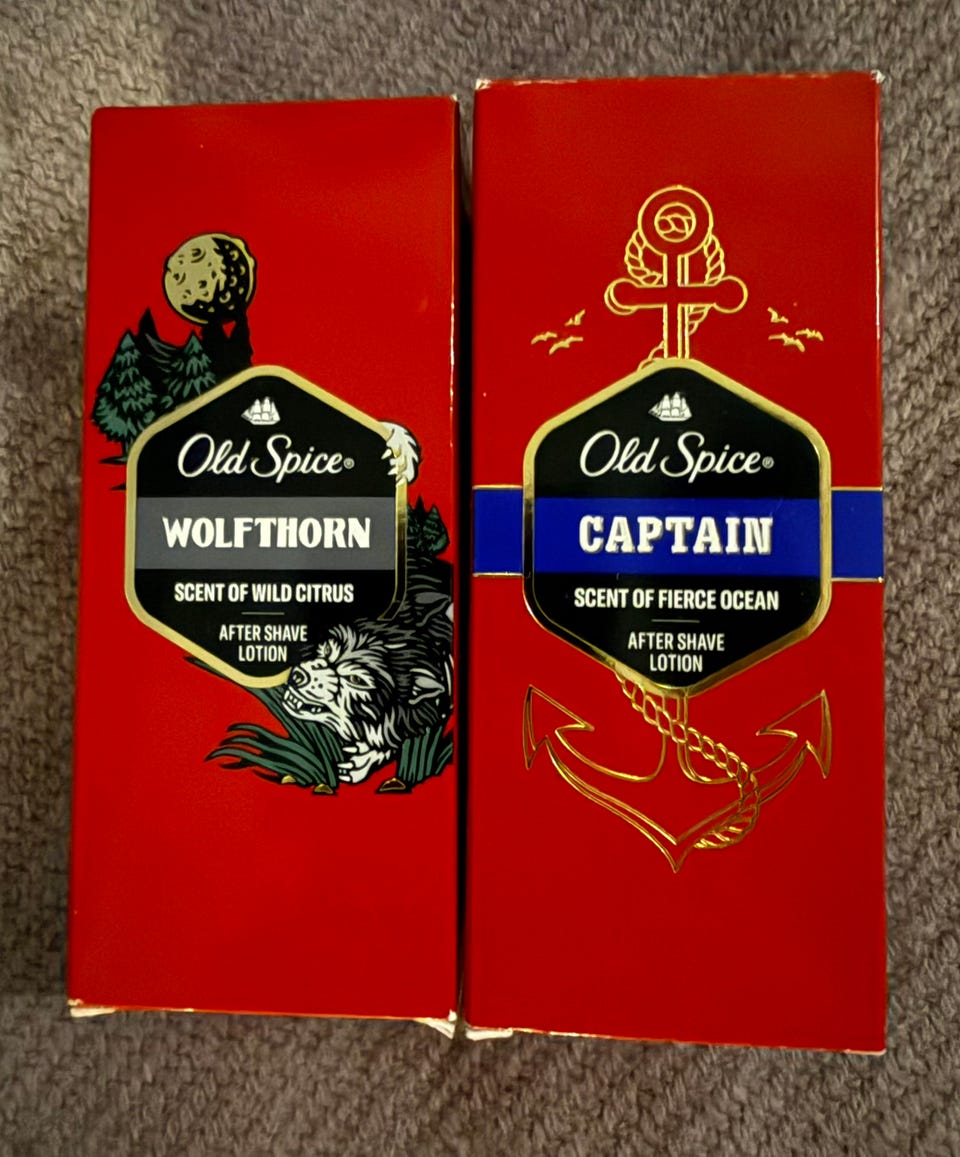 Old Spice®
WOLFTHORN
SCENT OF WILD CITRUS
AFTER SHAVE
LOTION
Old Spice®
CAPTAIN
SCENT OF FIERCE OCEAN
AFTER SHAVE
LOTION